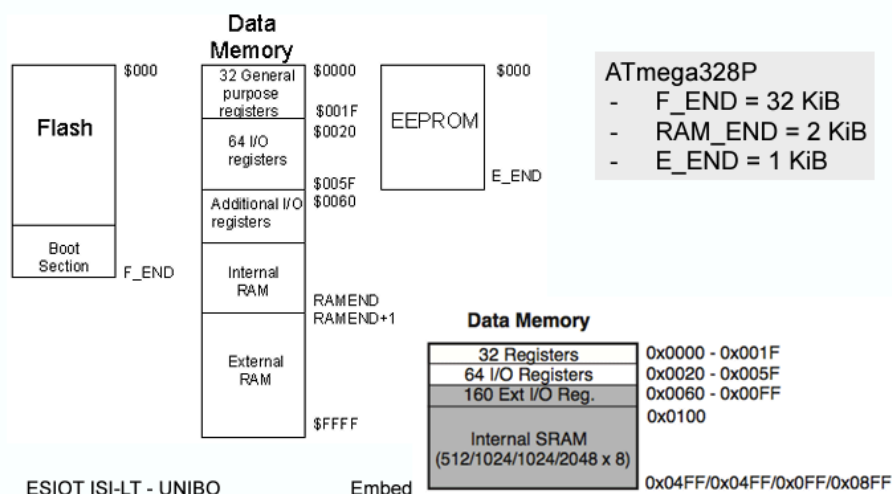 Data
Memory
$000
Flash
Boot
Section
F_END
32 General
purpose
registers
$0000
$001F
64 I/O
registers
$0020
$005F
Additional I/O
registers
$0060
Internal
RAM
RAMEND
RAMEND+1
External
RAM
$FFFF
$000
EEPROM
E_END
ATmega328P
- F_END = 32 KiB
- RAM_END = 2 KiB
- E_END = 1 KiB
Data Memory
32 Registers 0x0000 - 0x001F
64 I/O Registers 0x0020 - 0x005F
160 Ext I/O Reg. 0x0060 - 0x00FF
0x0100
Internal SRAM
(512/1024/1024/2048 x 8)
0x04FF/0x04FF/0x0FF/0x08FF
ESIOT ISI-LT - UNIBO
Embed